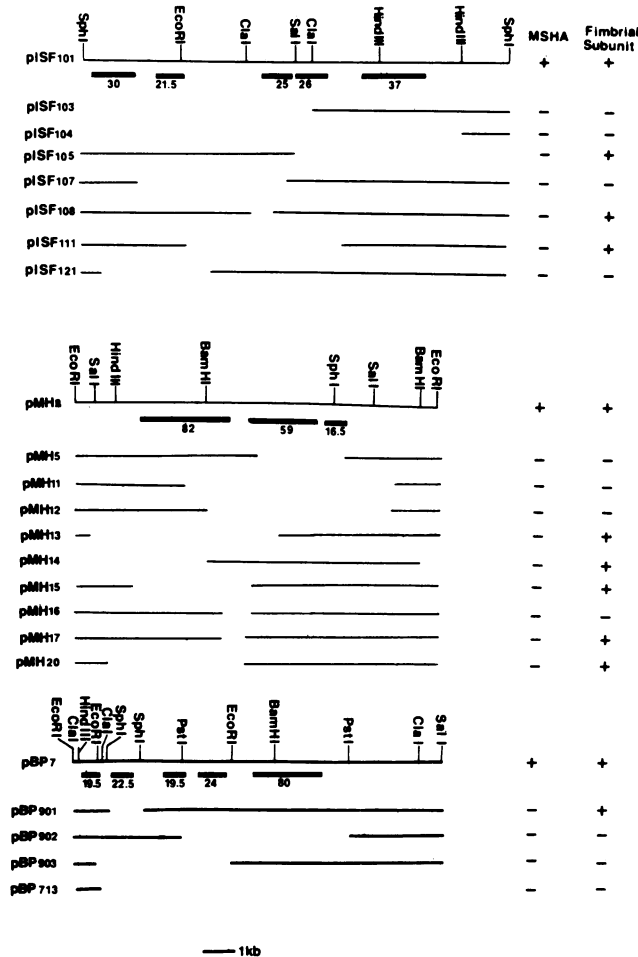 SphI EcoRI ClaI SalI ClaI HindIII HindIII SphI MSHA Fimbrial Subunit
pISF101 + +
30 21.5 25 26 37
pISF103 − −
pISF104 − −
pISF105 − +
pISF107 − −
pISF108 − +
pISF111 − +
pISF121 − −
EcoRI SalI HindIII BamHI SphI SalI BamHI EcoRI
pMH8 + +
82 59 16.5
pMH5 − −
pMH11 − −
pMH12 − −
pMH13 − +
pMH14 − +
pMH15 − +
pMH16 − −
pMH17 − +
pMH20 − +
EcoRI ClaI HindIII EcoRI ClaI SphI SphI PstI EcoRI BamHI PstI ClaI SalI
pBP7 + +
19.5 22.5 19.5 24 80
pBP901 − +
pBP902 − −
pBP903 − −
pBP713 − −
1kb